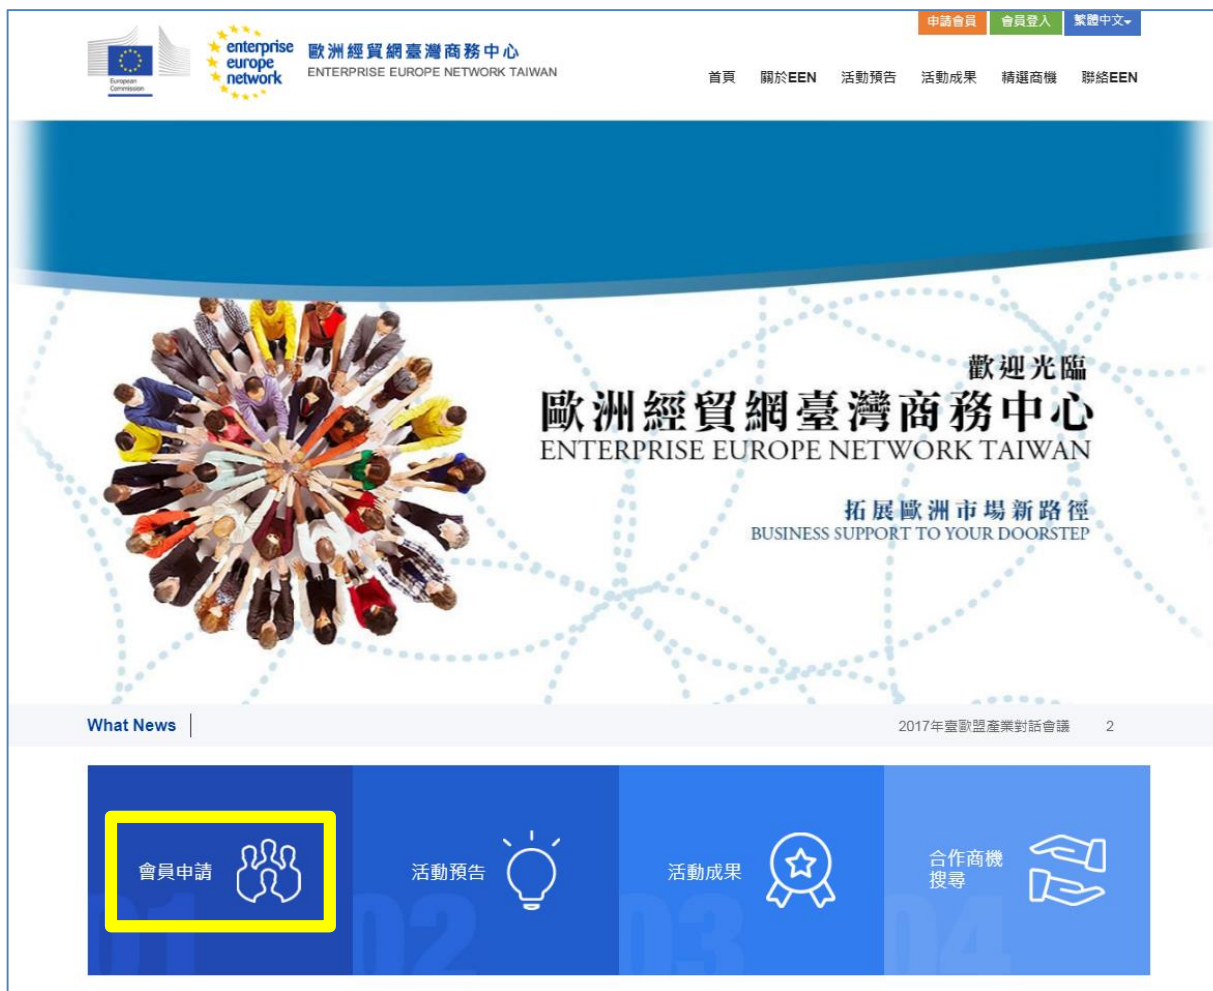 申請會員 會員登入 繁體中文
European Commission
enterprise europe network
歐洲經貿網臺灣商務中心
ENTERPRISE EUROPE NETWORK TAIWAN
首頁 關於EEN 活動預告 活動成果 精選商機 聯絡EEN
歡迎光臨
歐洲經貿網臺灣商務中心
ENTERPRISE EUROPE NETWORK TAIWAN
拓展歐洲市場新路徑
BUSINESS SUPPORT TO YOUR DOORSTEP
What News
2017年臺歐盟產業對話會議 2
會員申請
01
活動預告
02
活動成果
03
合作商機
搜尋
04